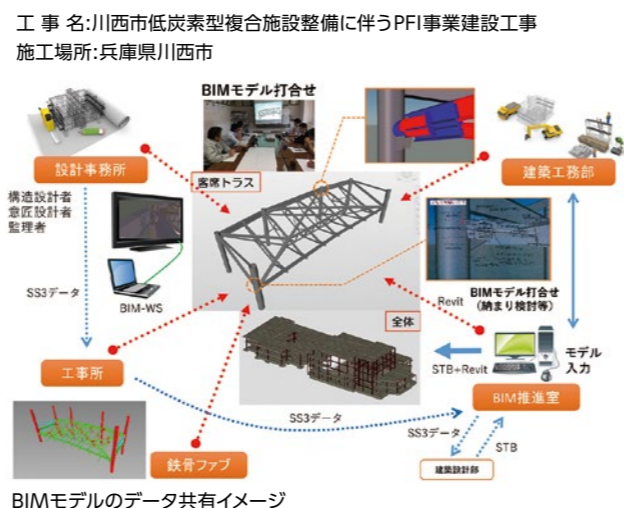 工 事 名:川西市低炭素型複合施設整備に伴うPFI事業建設工事
施工場所:兵庫県川西市
BIMモデル打合せ
設計事務所
建築工務部
客席トラス
構造設計者
意匠設計者
監理者
SS3データ
BIM-WS
Revit
BIMモデル打合せ
(納まり検討等)
全体
工事所
STB+Revit
モデル
入力
BIM推進室
SS3データ
SS3データ
STB
鉄骨ファブ
建築設計部
BIMモデルのデータ共有イメージ